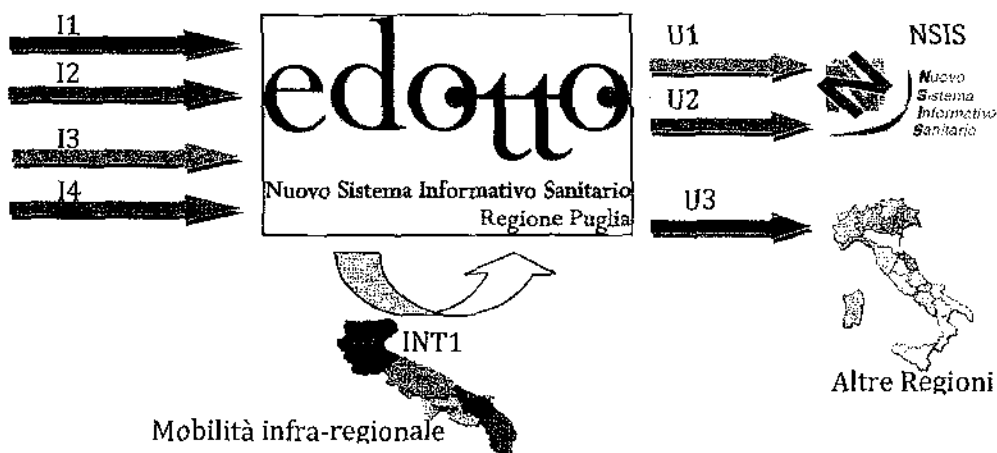 I1
I2
I3
I4
edotto
Nuovo Sistema Informativo Sanitario
Regione Puglia
U1
U2
U3
NSIS
Nuovo
Sistema
Informativo
Sanitario
Altre Regioni
INT1
Mobilità infra-regionale